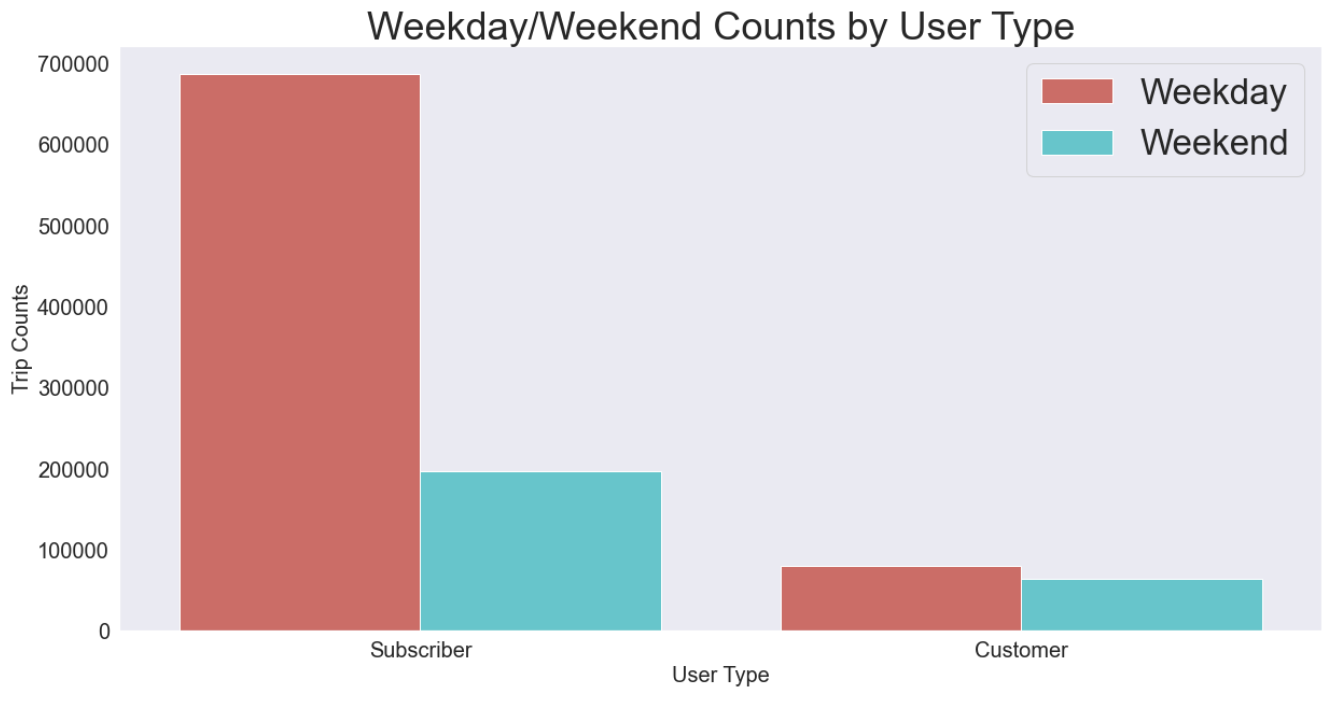 Weekday/Weekend Counts by User Type
Weekday
Weekend
Trip Counts
700000
600000
500000
400000
300000
200000
100000
0
Subscriber
Customer
User Type